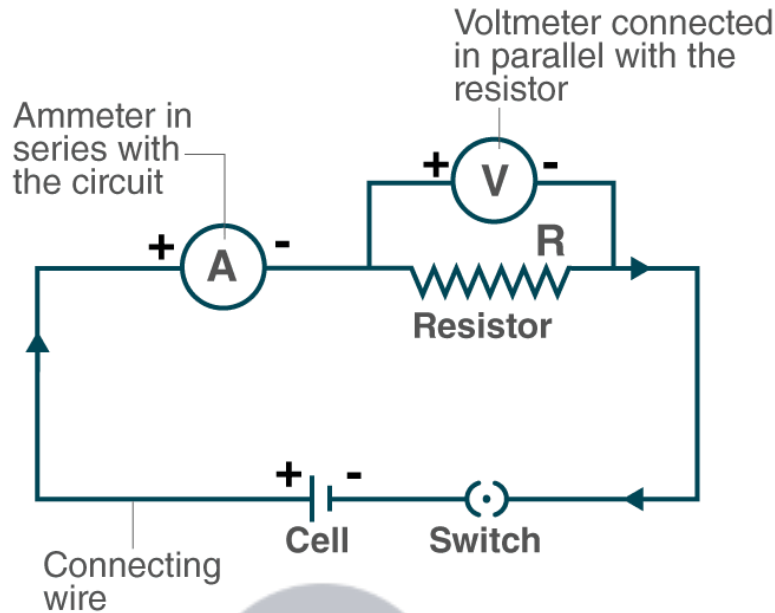 Voltmeter connected
in parallel with the
resistor
Ammeter in
series with
the circuit
+ V -
+ A -
R
Resistor
+ -
Cell
Switch
Connecting
wire